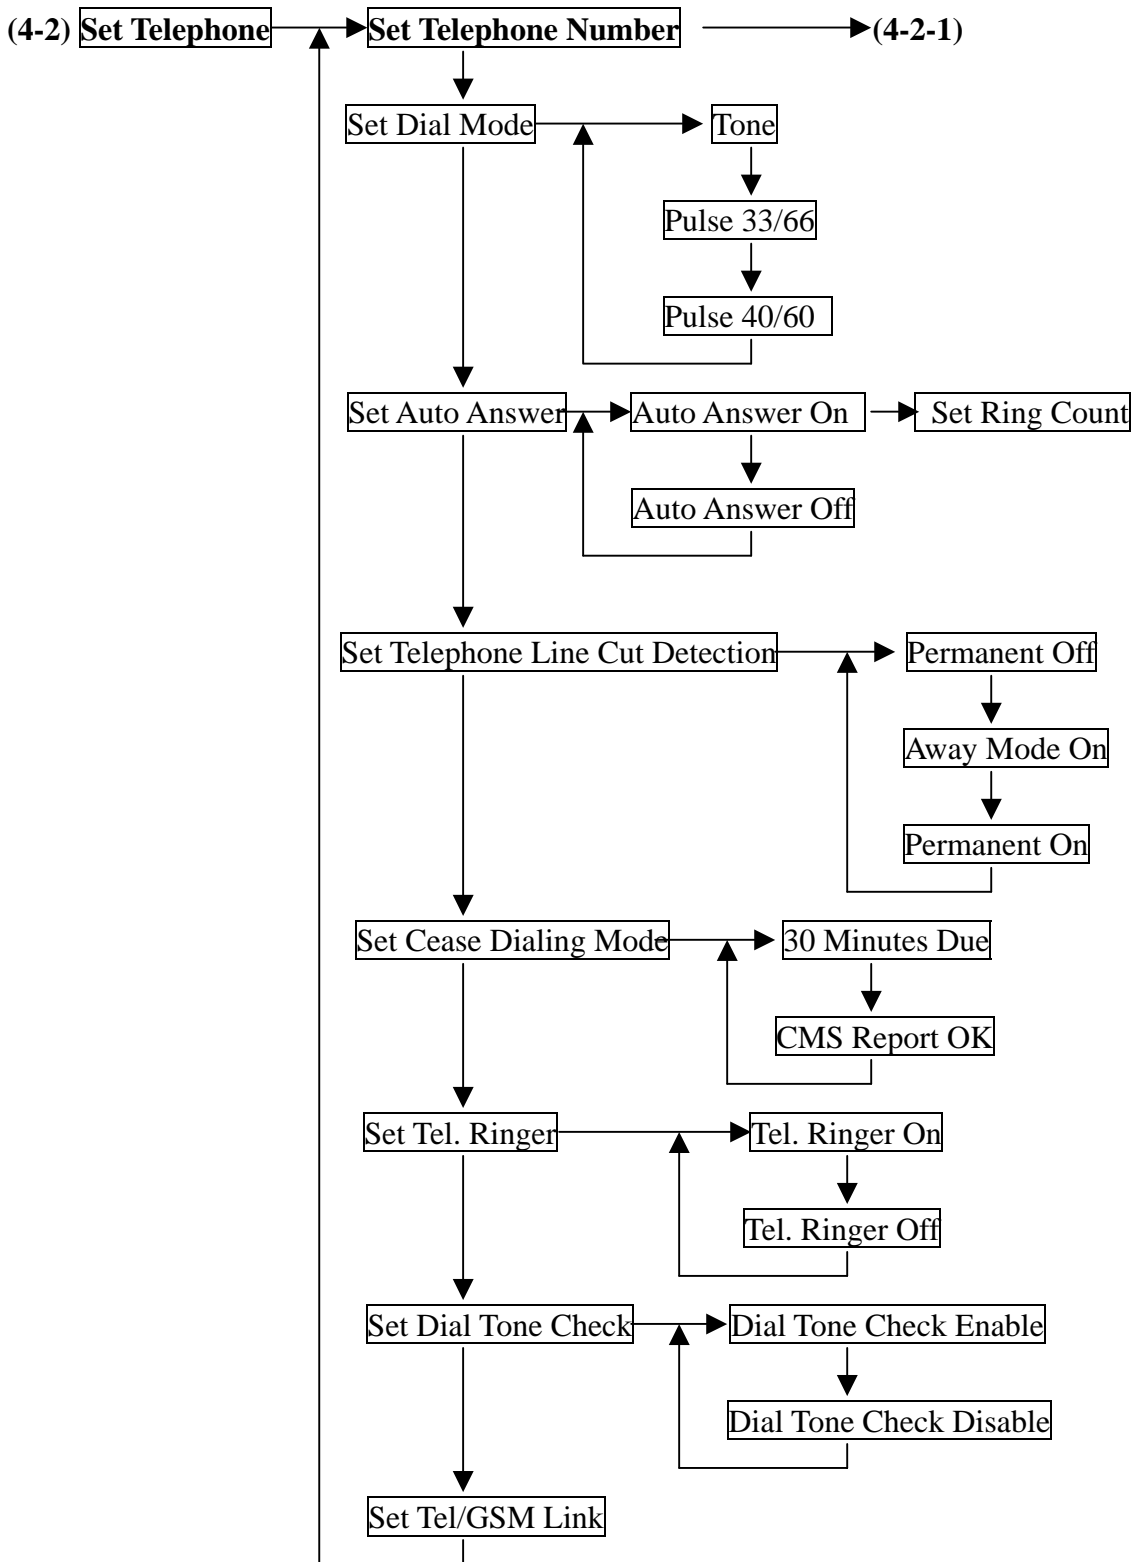 (4-2) Set Telephone Set Telephone Number (4-2-1)
Set Dial Mode Tone
Pulse 33/66
Pulse 40/60
Set Auto Answer Auto Answer On Set Ring Count
Auto Answer Off
Set Telephone Line Cut Detection Permanent Off
Away Mode On
Permanent On
Set Cease Dialing Mode 30 Minutes Due
CMS Report OK
Set Tel. Ringer Tel. Ringer On
Tel. Ringer Off
Set Dial Tone Check Dial Tone Check Enable
Dial Tone Check Disable
Set Tel/GSM Link